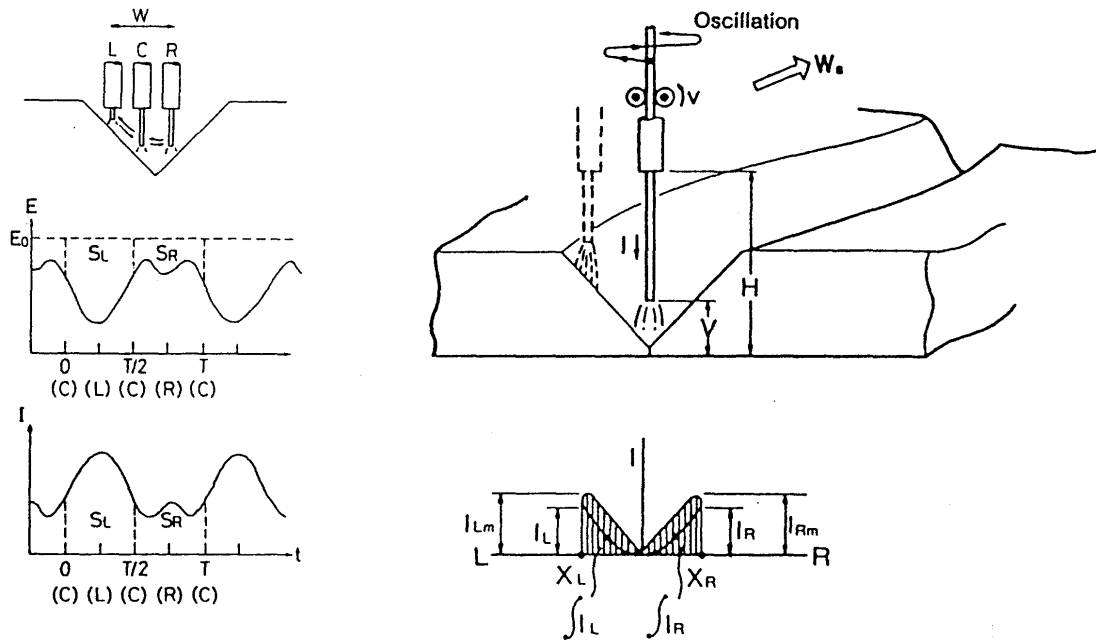 W
L C R
E
E₀
S_L S_R
0 T/2 T
(C) (L) (C) (R) (C)
I
S_L S_R
t
0 T/2 T
(C) (L) (C) (R) (C)
Oscillation
W_s
v
I
H
V
I
I_Lm I_L I_R I_Rm
L R
X_L X_R
∫I_L ∫I_R